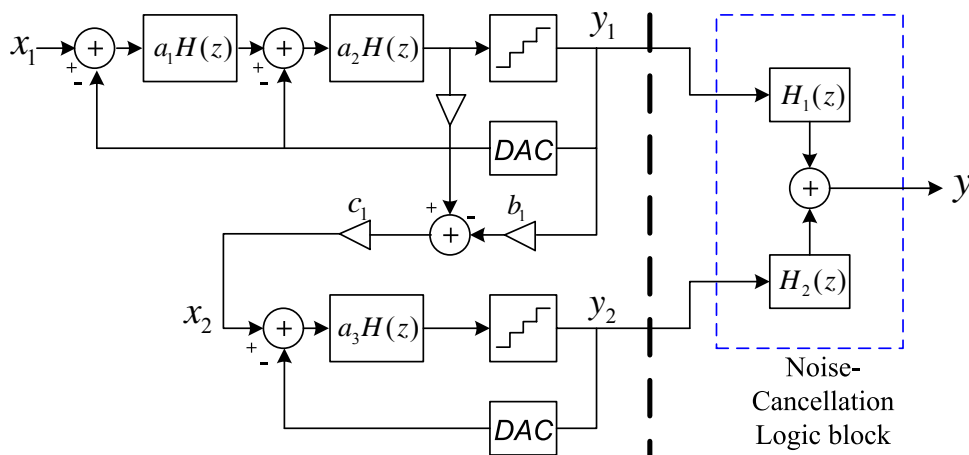 x₁
+
-
+
a₁H(z)
+
-
+
a₂H(z)
y₁
DAC
H₁(z)
+
y
c₁
+
-
+
b₁
H₂(z)
x₂
+
-
+
a₃H(z)
y₂
DAC
Noise-
Cancellation
Logic block